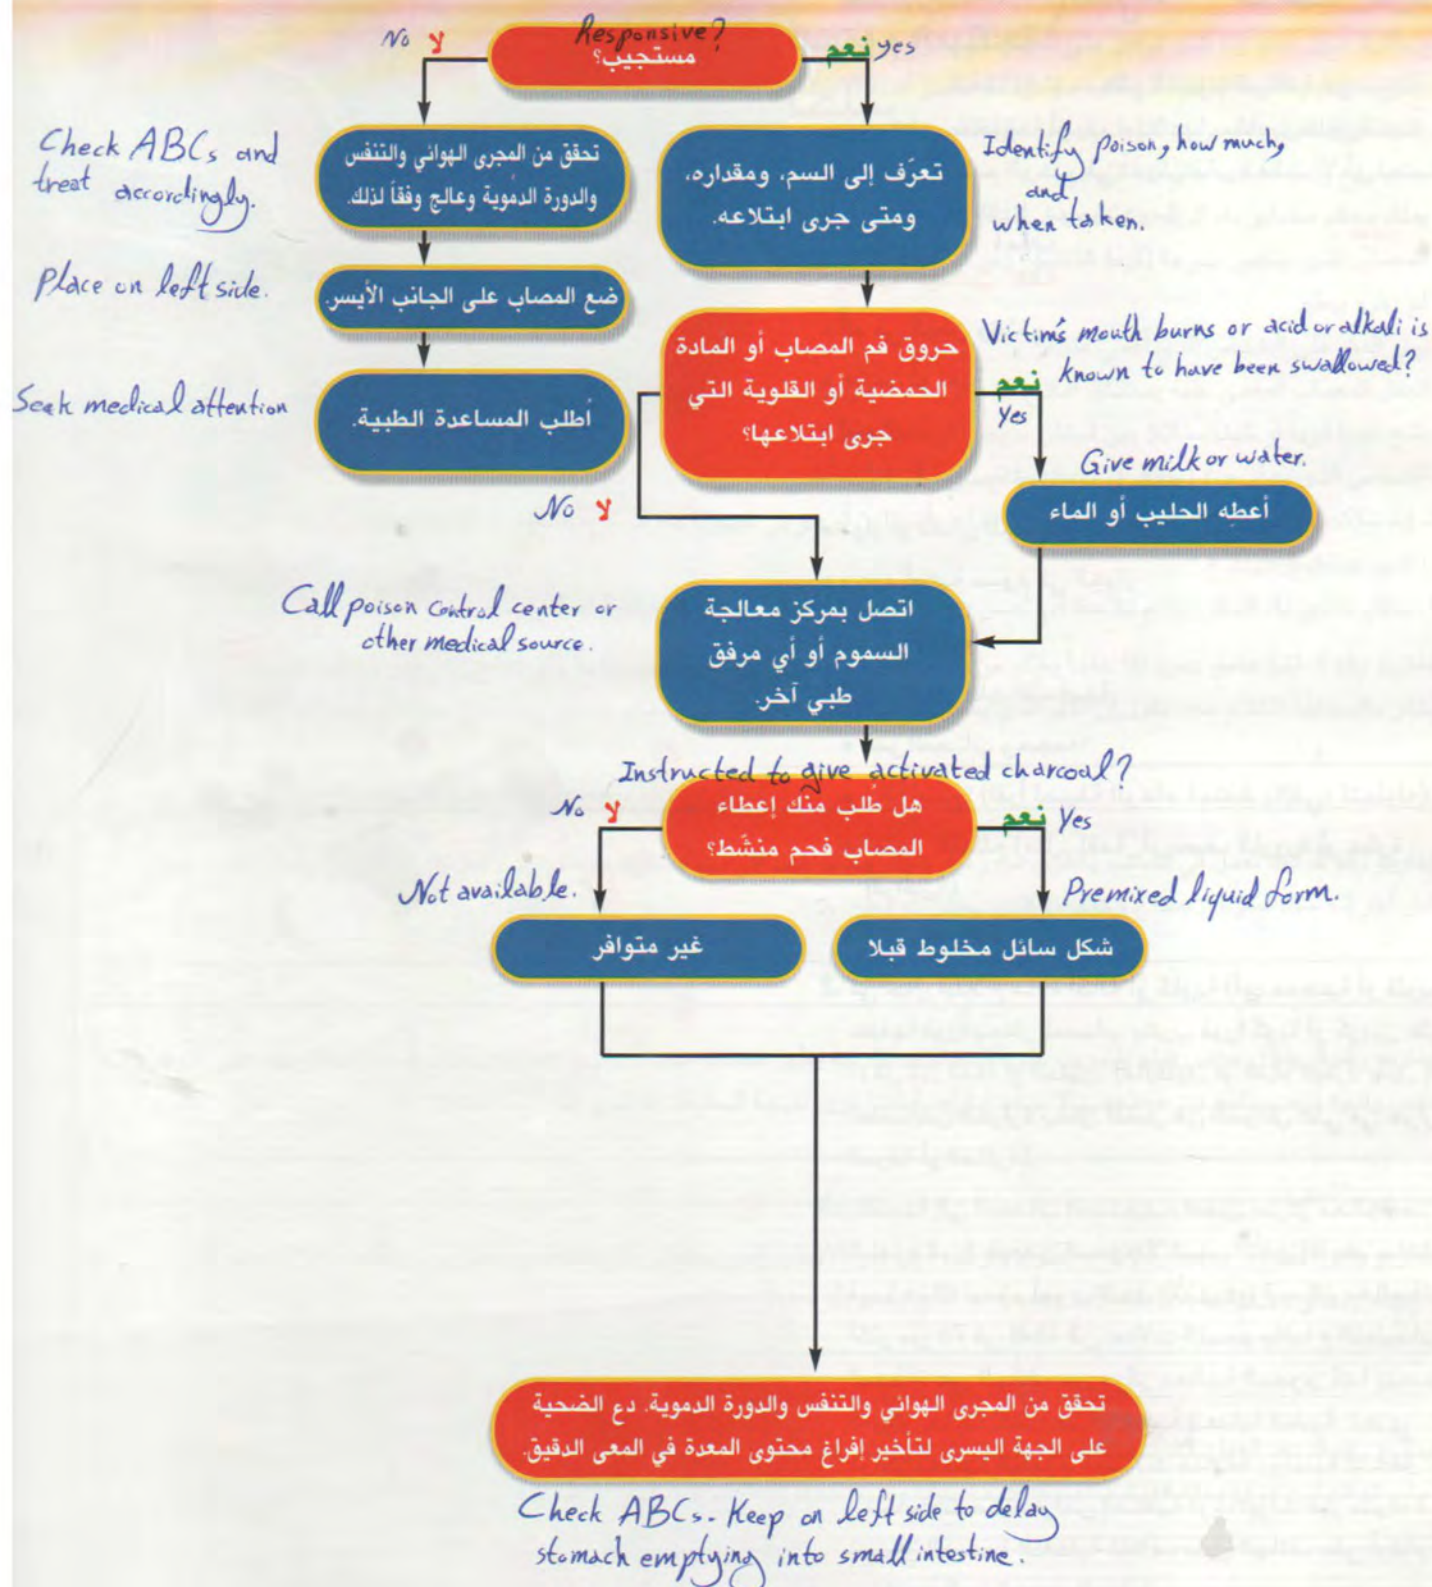 Responsive?
مستجيب؟
No لا
نعم yes
Check ABCs and
treat accordingly.
تحقق من المجرى الهوائي والتنفس
والدورة الدموية وعالج وفقاً لذلك.
تعرّف إلى السم، ومقداره،
ومتى جرى ابتلاعه.
Identify poison, how much,
and
when taken.
Place on left side.
ضع المصاب على الجانب الأيسر.
Seek medical attention
أطلب المساعدة الطبية.
حروق فم المصاب أو المادة
الحمضية أو القلوية التي
جرى ابتلاعها؟
Victim's mouth burns or acid or alkali is
known to have been swallowed?
نعم
Yes
Give milk or water.
أعطِه الحليب أو الماء
No لا
Call poison control center or
other medical source.
اتصل بمركز معالجة
السموم أو أي مرفق
طبي آخر.
Instructed to give activated charcoal?
هل طُلب منك إعطاء
المصاب فحم منشّط؟
No لا
نعم Yes
Not available.
غير متوافر
Premixed liquid form.
شكل سائل مخلوط قبلا
تحقق من المجرى الهوائي والتنفس والدورة الدموية. دع الضحية
على الجهة اليسرى لتأخير إفراغ محتوى المعدة في المعى الدقيق.
Check ABCs. Keep on left side to delay
stomach emptying into small intestine.